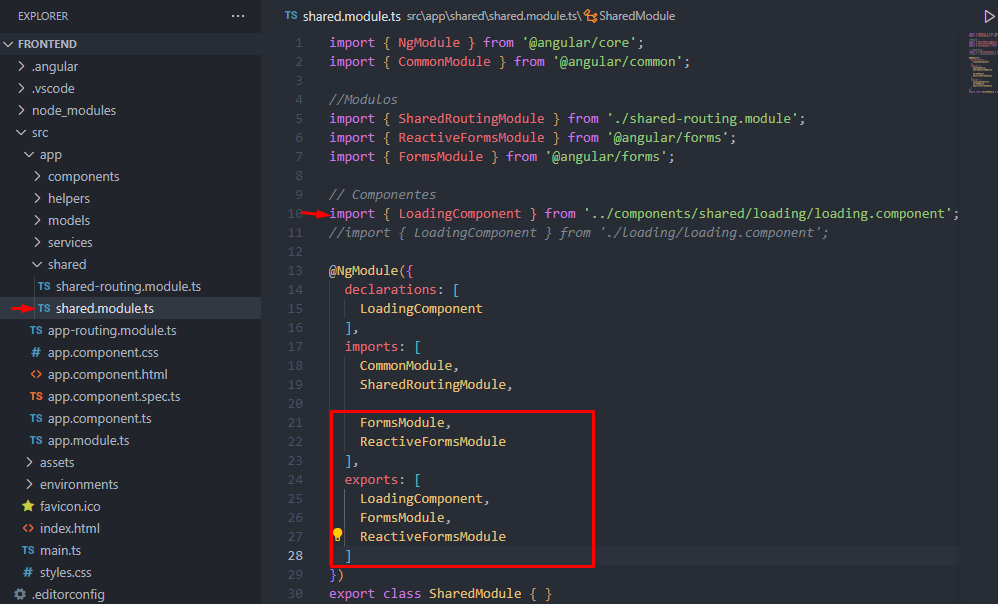 EXPLORER
...
FRONTEND
.angular
.vscode
node_modules
src
app
components
helpers
models
services
shared
TS shared-routing.module.ts
TS shared.module.ts
TS app-routing.module.ts
# app.component.css
<> app.component.html
TS app.component.spec.ts
TS app.component.ts
TS app.module.ts
assets
environments
favicon.ico
<> index.html
TS main.ts
# styles.css
.editorconfig
TS shared.module.ts src\app\shared\shared.module.ts\ SharedModule
1 import { NgModule } from '@angular/core';
2 import { CommonModule } from '@angular/common';
3
4 //Modulos
5 import { SharedRoutingModule } from './shared-routing.module';
6 import { ReactiveFormsModule } from '@angular/forms';
7 import { FormsModule } from '@angular/forms';
8
9 // Componentes
10 import { LoadingComponent } from '../components/shared/loading/loading.component';
11 //import { LoadingComponent } from './loading/loading.component';
12
13 @NgModule({
14 declarations: [
15 LoadingComponent
16 ],
17 imports: [
18 CommonModule,
19 SharedRoutingModule,
20
21 FormsModule,
22 ReactiveFormsModule
23 ],
24 exports: [
25 LoadingComponent,
26 FormsModule,
27 ReactiveFormsModule
28 ]
29 })
30 export class SharedModule { }